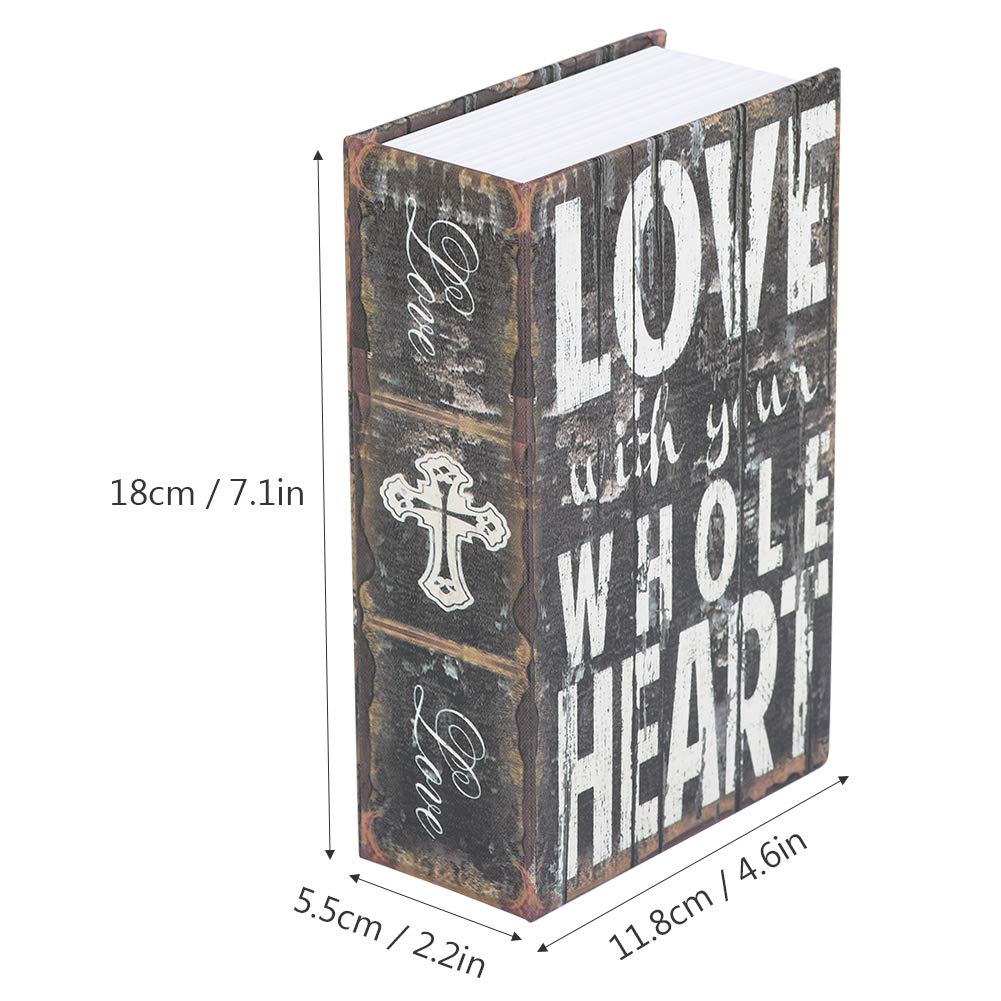 LOVE
with your
WHOLE
HEART
Love
Love
18cm / 7.1in
5.5cm / 2.2in
11.8cm / 4.6in